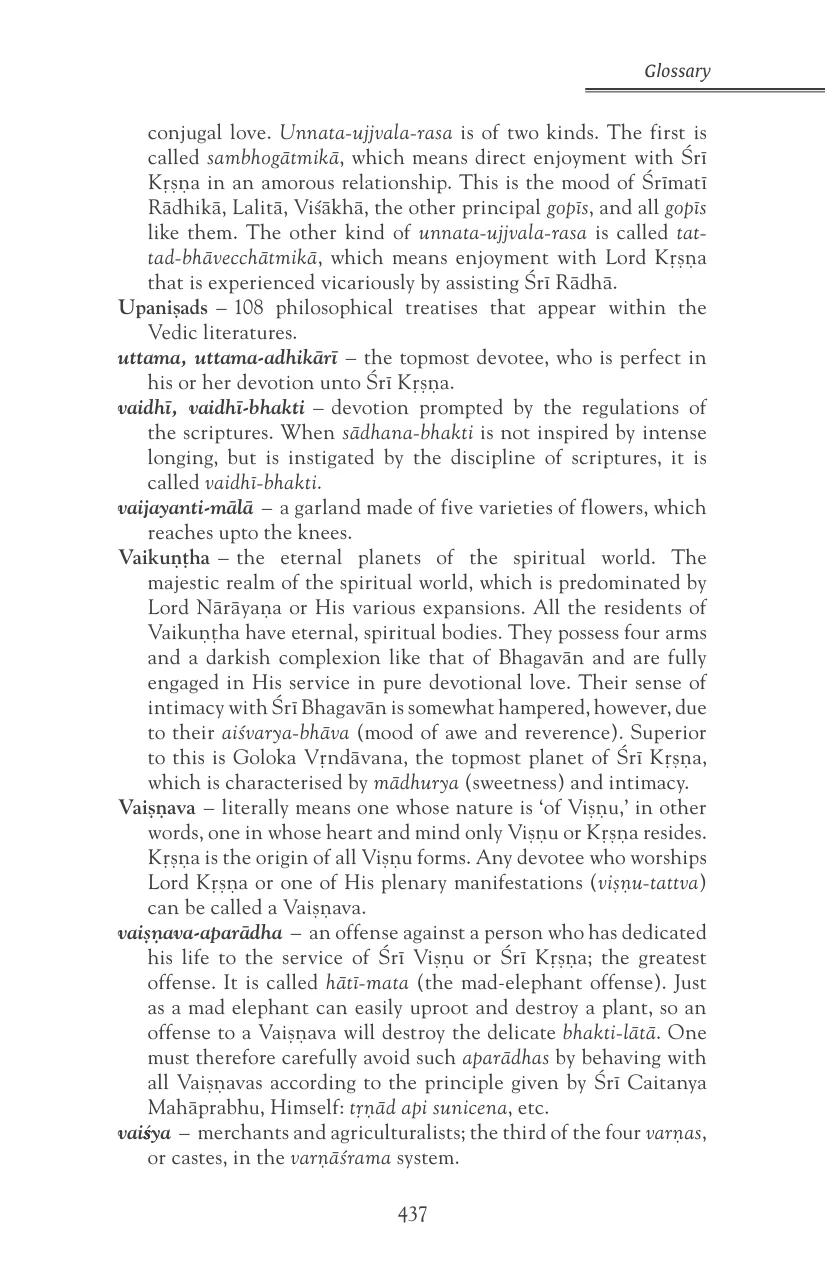 Glossary
conjugal love. Unnata-ujjvala-rasa is of two kinds. The first is
called sambhogātmikā, which means direct enjoyment with Śrī
Kṛṣṇa in an amorous relationship. This is the mood of Śrīmatī
Rādhikā, Lalitā, Viśākhā, the other principal gopīs, and all gopīs
like them. The other kind of unnata-ujjvala-rasa is called tat-
tad-bhāvecchātmikā, which means enjoyment with Lord Kṛṣṇa
that is experienced vicariously by assisting Śrī Rādhā.
Upaniṣads – 108 philosophical treatises that appear within the
Vedic literatures.
uttama, uttama-adhikārī – the topmost devotee, who is perfect in
his or her devotion unto Śrī Kṛṣṇa.
vaidhī, vaidhī-bhakti – devotion prompted by the regulations of
the scriptures. When sādhana-bhakti is not inspired by intense
longing, but is instigated by the discipline of scriptures, it is
called vaidhī-bhakti.
vaijayanti-mālā – a garland made of five varieties of flowers, which
reaches upto the knees.
Vaikuṇṭha – the eternal planets of the spiritual world. The
majestic realm of the spiritual world, which is predominated by
Lord Nārāyaṇa or His various expansions. All the residents of
Vaikuṇṭha have eternal, spiritual bodies. They possess four arms
and a darkish complexion like that of Bhagavān and are fully
engaged in His service in pure devotional love. Their sense of
intimacy with Śrī Bhagavān is somewhat hampered, however, due
to their aiśvarya-bhāva (mood of awe and reverence). Superior
to this is Goloka Vṛndāvana, the topmost planet of Śrī Kṛṣṇa,
which is characterised by mādhurya (sweetness) and intimacy.
Vaiṣṇava – literally means one whose nature is ‘of Viṣṇu,’ in other
words, one in whose heart and mind only Viṣṇu or Kṛṣṇa resides.
Kṛṣṇa is the origin of all Viṣṇu forms. Any devotee who worships
Lord Kṛṣṇa or one of His plenary manifestations (viṣṇu-tattva)
can be called a Vaiṣṇava.
vaiṣṇava-aparādha – an offense against a person who has dedicated
his life to the service of Śrī Viṣṇu or Śrī Kṛṣṇa; the greatest
offense. It is called hātī-mata (the mad-elephant offense). Just
as a mad elephant can easily uproot and destroy a plant, so an
offense to a Vaiṣṇava will destroy the delicate bhakti-lātā. One
must therefore carefully avoid such aparādhas by behaving with
all Vaiṣṇavas according to the principle given by Śrī Caitanya
Mahāprabhu, Himself: tṛṇād api sunicena, etc.
vaiśya – merchants and agriculturalists; the third of the four varṇas,
or castes, in the varṇāśrama system.
437